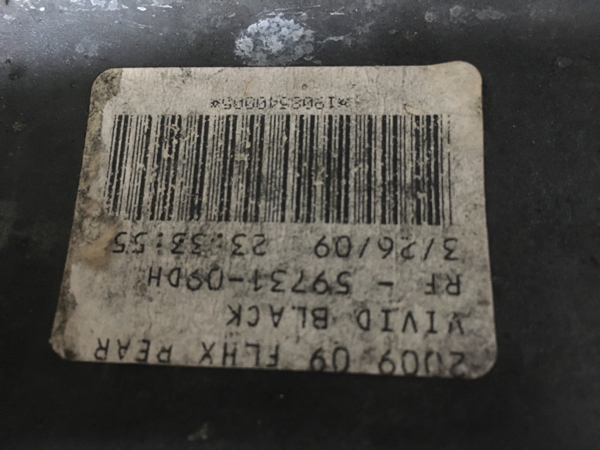 2009 09 FLHX REAR
VIVID BLACK
RF - 59731-09DH
3/26/09 23:33:55